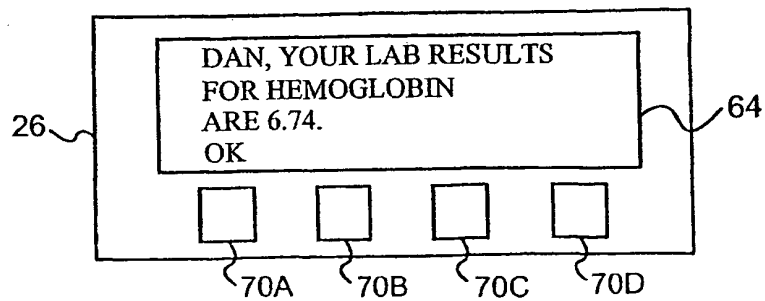 DAN, YOUR LAB RESULTS
FOR HEMOGLOBIN
ARE 6.74.
OK
26
64
70A
70B
70C
70D